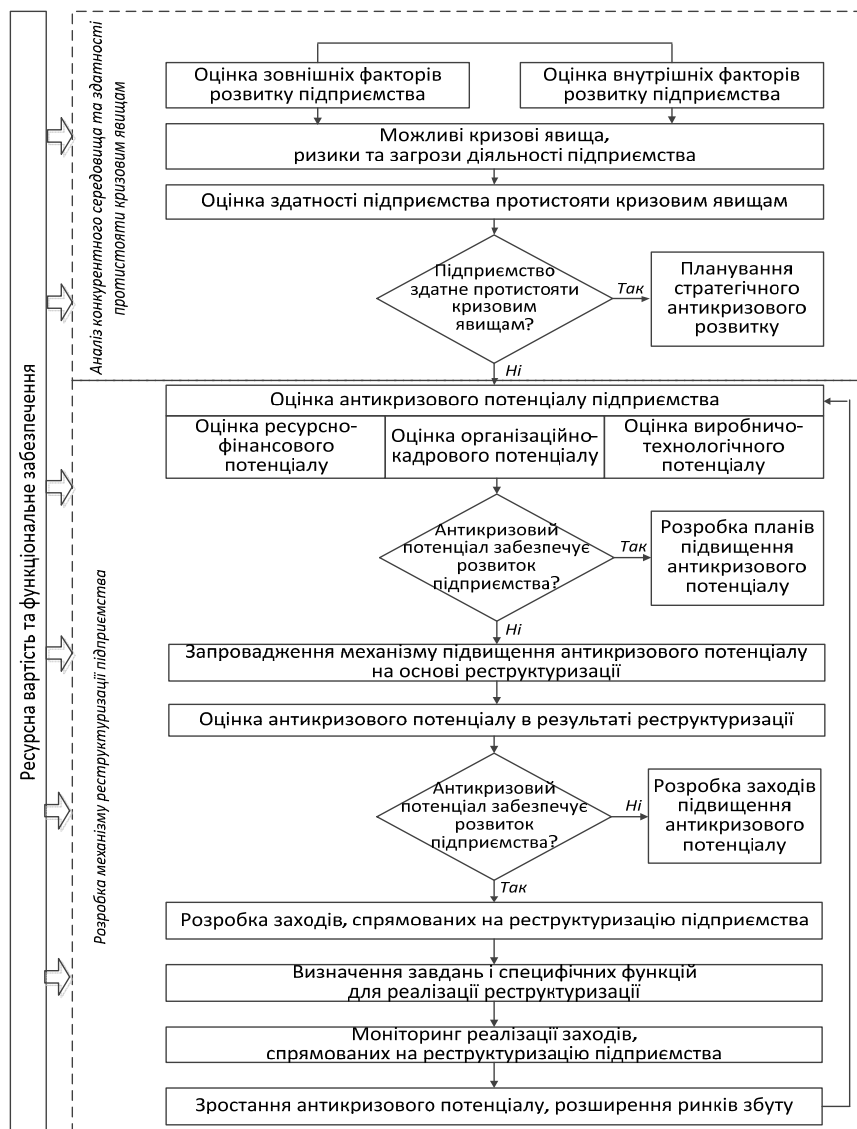 Ресурсна вартість та функціональне забезпечення
Аналіз конкурентного середовища та здатності
протистояти кризовим явищам
Оцінка зовнішніх факторів
розвитку підприємства
Оцінка внутрішніх факторів
розвитку підприємства
Можливі кризові явища,
ризики та загрози діяльності підприємства
Оцінка здатності підприємства протистояти кризовим явищам
Підприємство
здатне протистояти
кризовим
явищам?
Так
Планування
стратегічного
антикризового
розвитку
Ні
Розробка механізму реструктуризації підприємства
Оцінка антикризового потенціалу підприємства
Оцінка ресурсно-
фінансового
потенціалу
Оцінка організаційно-
кадрового потенціалу
Оцінка виробничо-
технологічного
потенціалу
Антикризовий
потенціал забезпечує
розвиток
підприємства?
Так
Розробка планів
підвищення
антикризового
потенціалу
Ні
Запровадження механізму підвищення антикризового потенціалу
на основі реструктуризації
Оцінка антикризового потенціалу в результаті реструктуризації
Антикризовий
потенціал забезпечує
розвиток
підприємства?
Ні
Розробка заходів
підвищення
антикризового
потенціалу
Так
Розробка заходів, спрямованих на реструктуризацію підприємства
Визначення завдань і специфічних функцій
для реалізації реструктуризації
Моніторинг реалізації заходів,
спрямованих на реструктуризацію підприємства
Зростання антикризового потенціалу, розширення ринків збуту